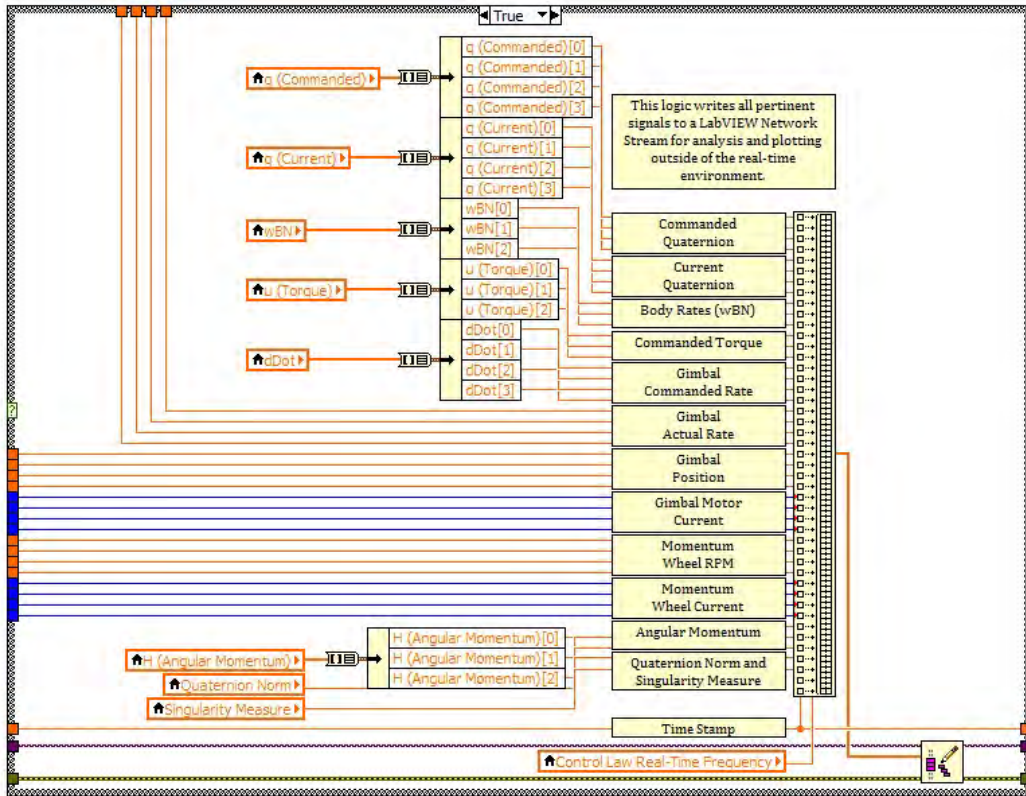 True
q (Commanded)
q (Commanded)[0]
q (Commanded)[1]
q (Commanded)[2]
q (Commanded)[3]
This logic writes all pertinent
signals to a LabVIEW Network
Stream for analysis and plotting
outside of the real-time
environment.
q (Current)
q (Current)[0]
q (Current)[1]
q (Current)[2]
q (Current)[3]
wBN
wBN[0]
wBN[1]
wBN[2]
u (Torque)
u (Torque)[0]
u (Torque)[1]
u (Torque)[2]
dDot
dDot[0]
dDot[1]
dDot[2]
dDot[3]
Commanded
Quaternion
Current
Quaternion
Body Rates (wBN)
Commanded Torque
Gimbal
Commanded Rate
?
Gimbal
Actual Rate
Gimbal
Position
Gimbal Motor
Current
Momentum
Wheel RPM
Momentum
Wheel Current
Angular Momentum
Quaternion Norm and
Singularity Measure
H (Angular Momentum)
H (Angular Momentum)[0]
H (Angular Momentum)[1]
H (Angular Momentum)[2]
Quaternion Norm
Singularity Measure
Time Stamp
Control Law Real-Time Frequency